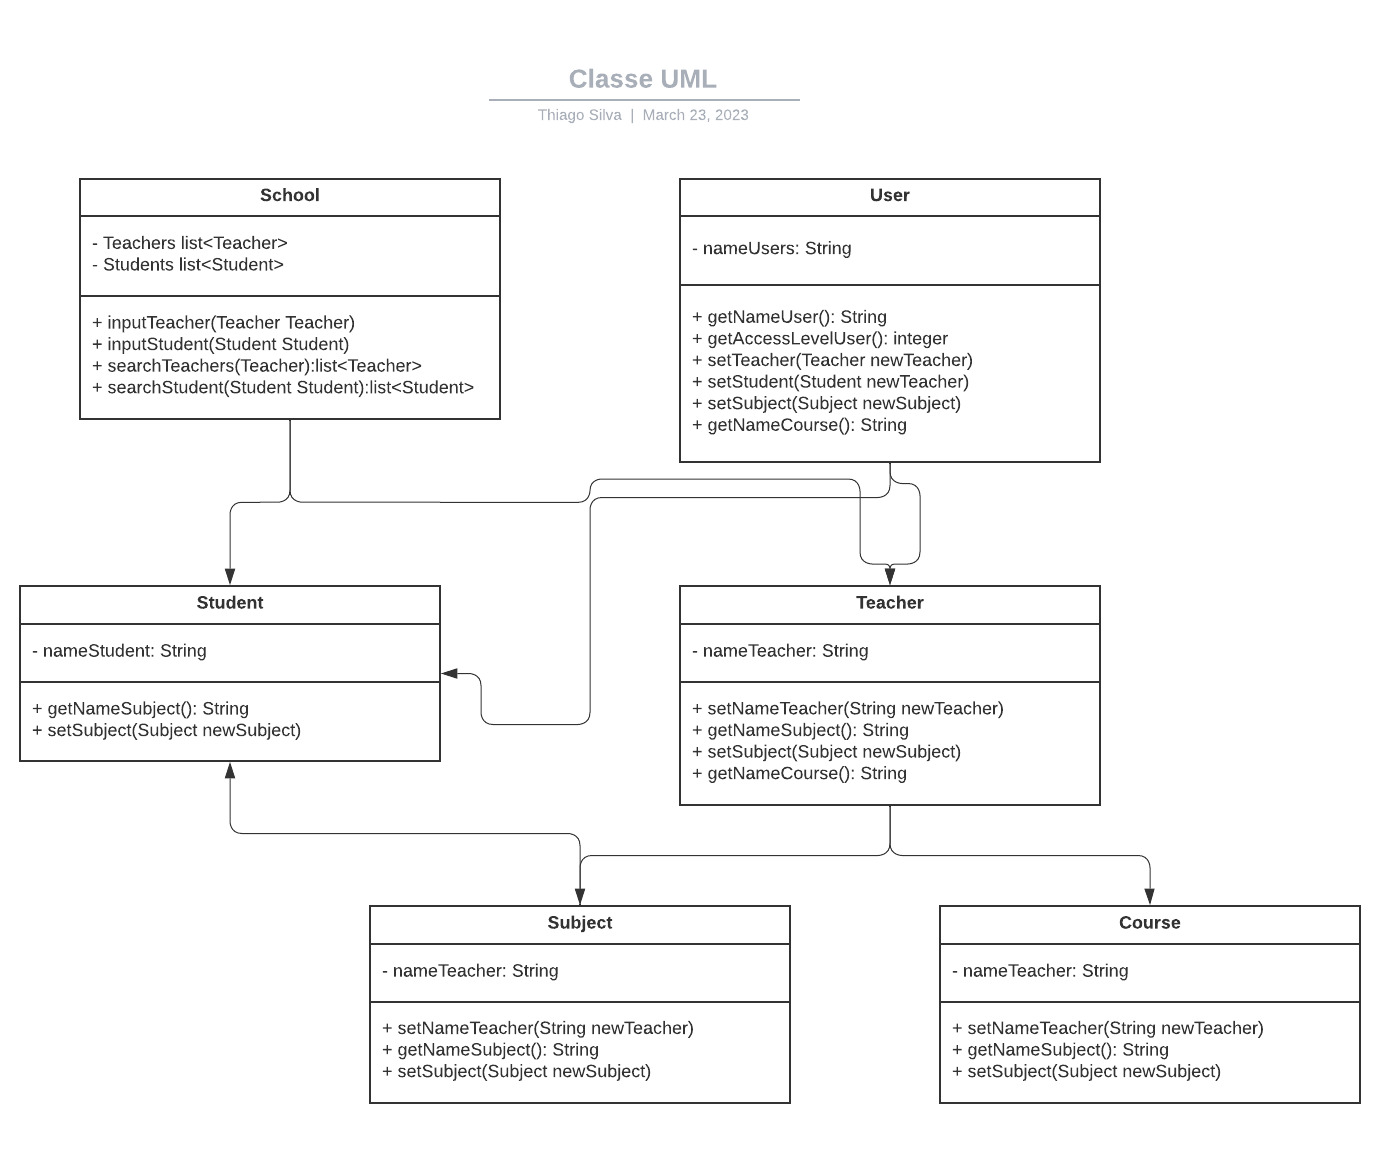 Classe UML
Thiago Silva | March 23, 2023
School
- Teachers list<Teacher>
- Students list<Student>
+ inputTeacher(Teacher Teacher)
+ inputStudent(Student Student)
+ searchTeachers(Teacher):list<Teacher>
+ searchStudent(Student Student):list<Student>
User
- nameUsers: String
+ getNameUser(): String
+ getAccessLevelUser(): integer
+ setTeacher(Teacher newTeacher)
+ setStudent(Student newTeacher)
+ setSubject(Subject newSubject)
+ getNameCourse(): String
Student
- nameStudent: String
+ getNameSubject(): String
+ setSubject(Subject newSubject)
Teacher
- nameTeacher: String
+ setNameTeacher(String newTeacher)
+ getNameSubject(): String
+ setSubject(Subject newSubject)
+ getNameCourse(): String
Subject
- nameTeacher: String
+ setNameTeacher(String newTeacher)
+ getNameSubject(): String
+ setSubject(Subject newSubject)
Course
- nameTeacher: String
+ setNameTeacher(String newTeacher)
+ getNameSubject(): String
+ setSubject(Subject newSubject)